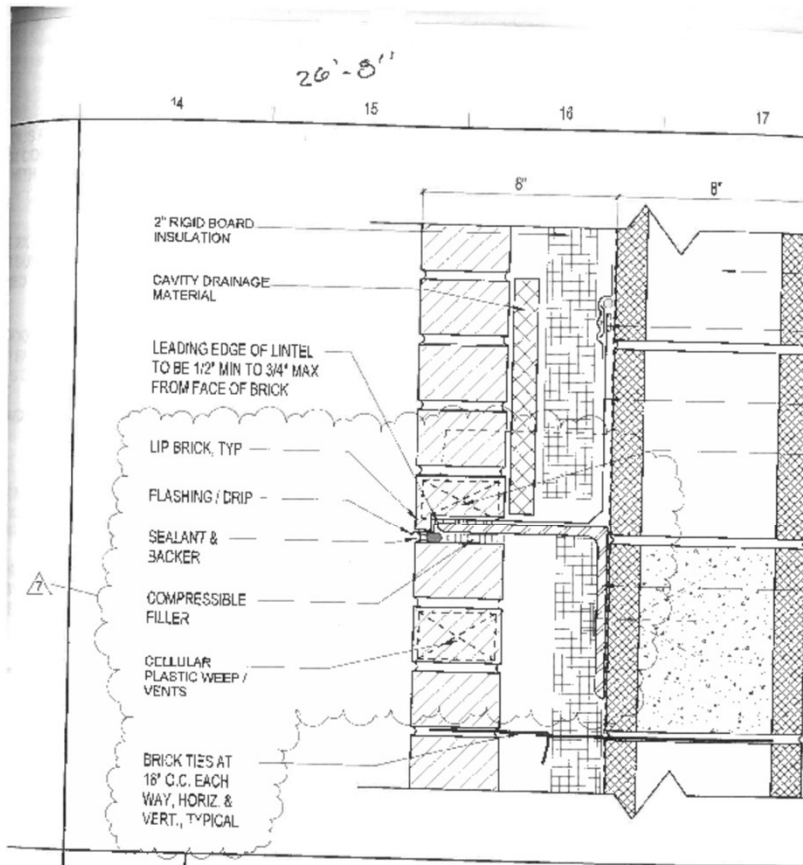 26'-8"
14 15 16 17
8" 8"
2" RIGID BOARD
INSULATION
CAVITY DRAINAGE
MATERIAL
LEADING EDGE OF LINTEL
TO BE 1/2" MIN TO 3/4" MAX
FROM FACE OF BRICK
LIP BRICK, TYP
FLASHING / DRIP
SEALANT &
BACKER
7
COMPRESSIBLE
FILLER
CELLULAR
PLASTIC WEEP /
VENTS
BRICK TIES AT
16" O.C. EACH
WAY, HORIZ. &
VERT., TYPICAL